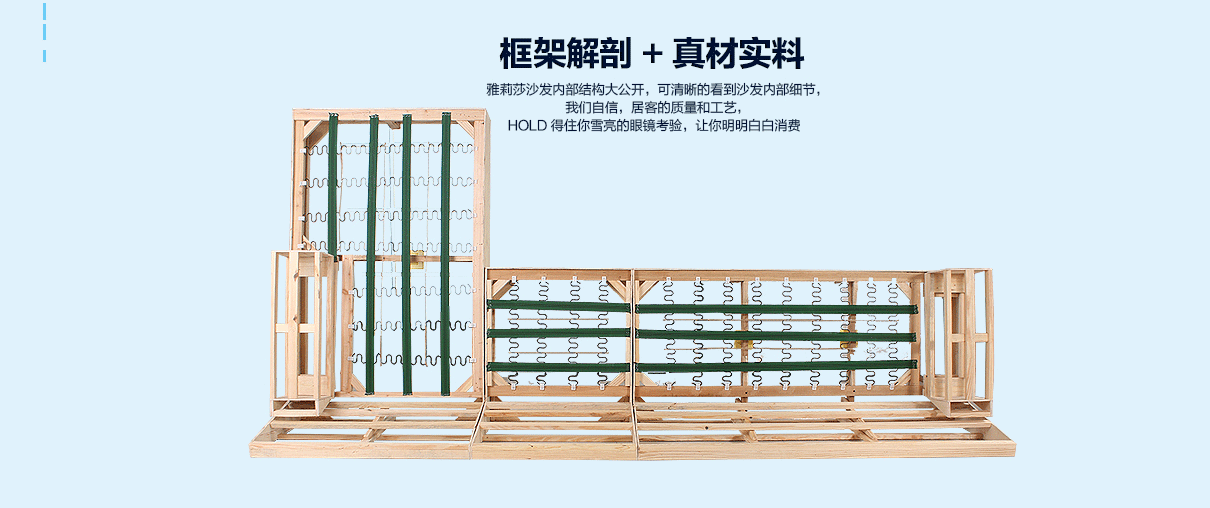 框架解剖 + 真材实料
雅莉莎沙发内部结构大公开，可清晰的看到沙发内部细节，
我们自信，居客的质量和工艺，
HOLD 得住你雪亮的眼镜考验，让你明明白白消费